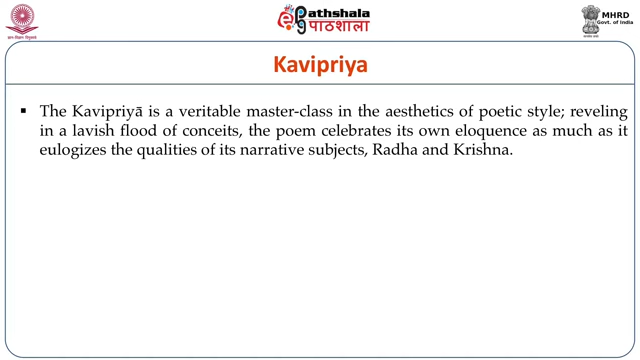 ePathshala
पाठशाला
MHRD
Govt. of India
Kavipriya
▪ The Kavipriyā is a veritable master-class in the aesthetics of poetic style; reveling
in a lavish flood of conceits, the poem celebrates its own eloquence as much as it
eulogizes the qualities of its narrative subjects, Radha and Krishna.